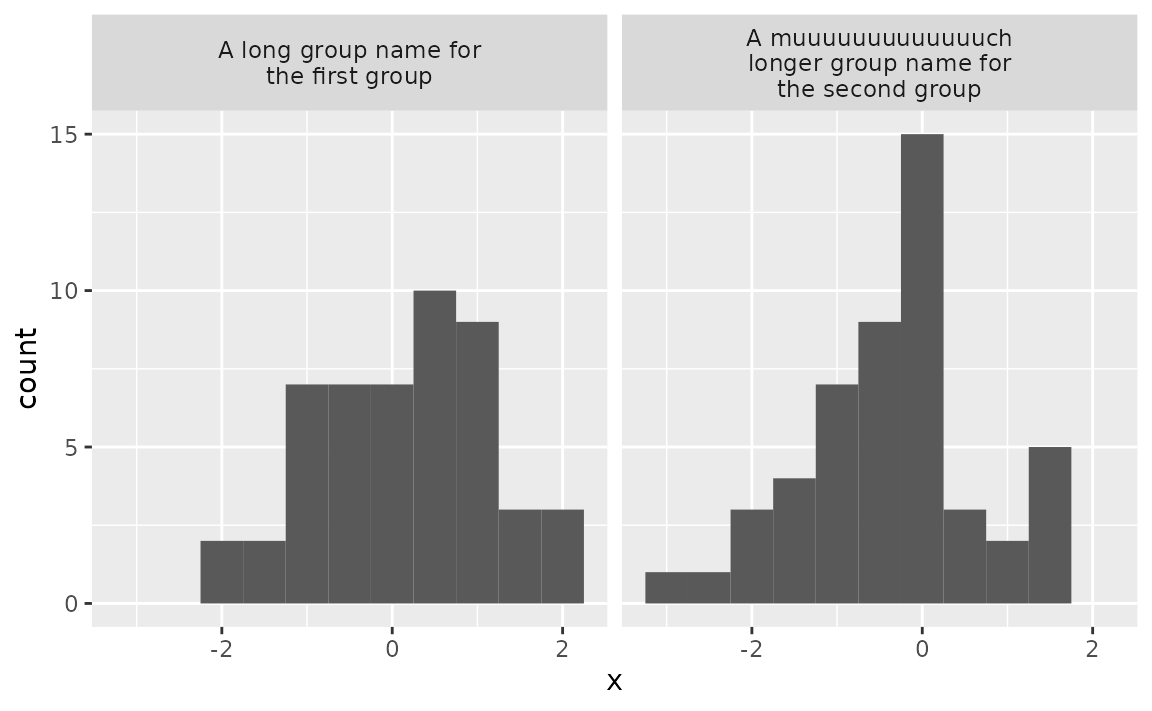 A long group name for
the first group
A muuuuuuuuuuuuuch
longer group name for
the second group
15
10
5
0
count
-2
0
2
-2
0
2
x